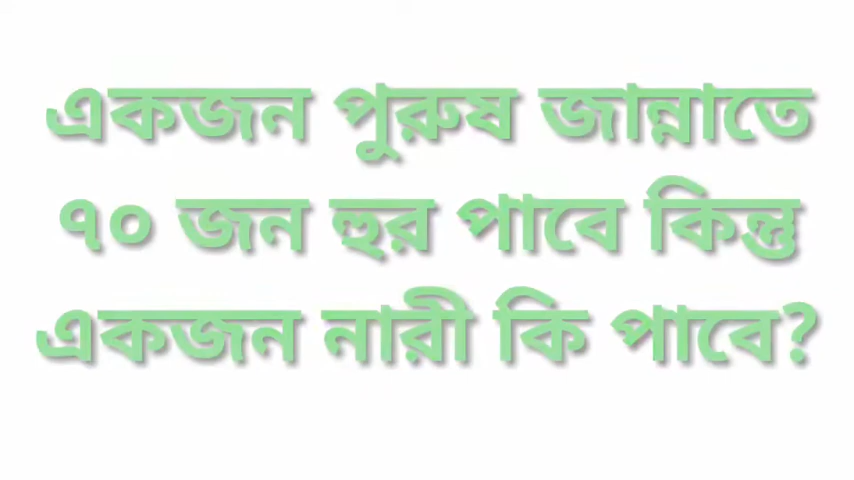 একজন পুরুষ জান্নাতে
৭০ জন হুর পাবে কিন্তু
একজন নারী কি পাবে?